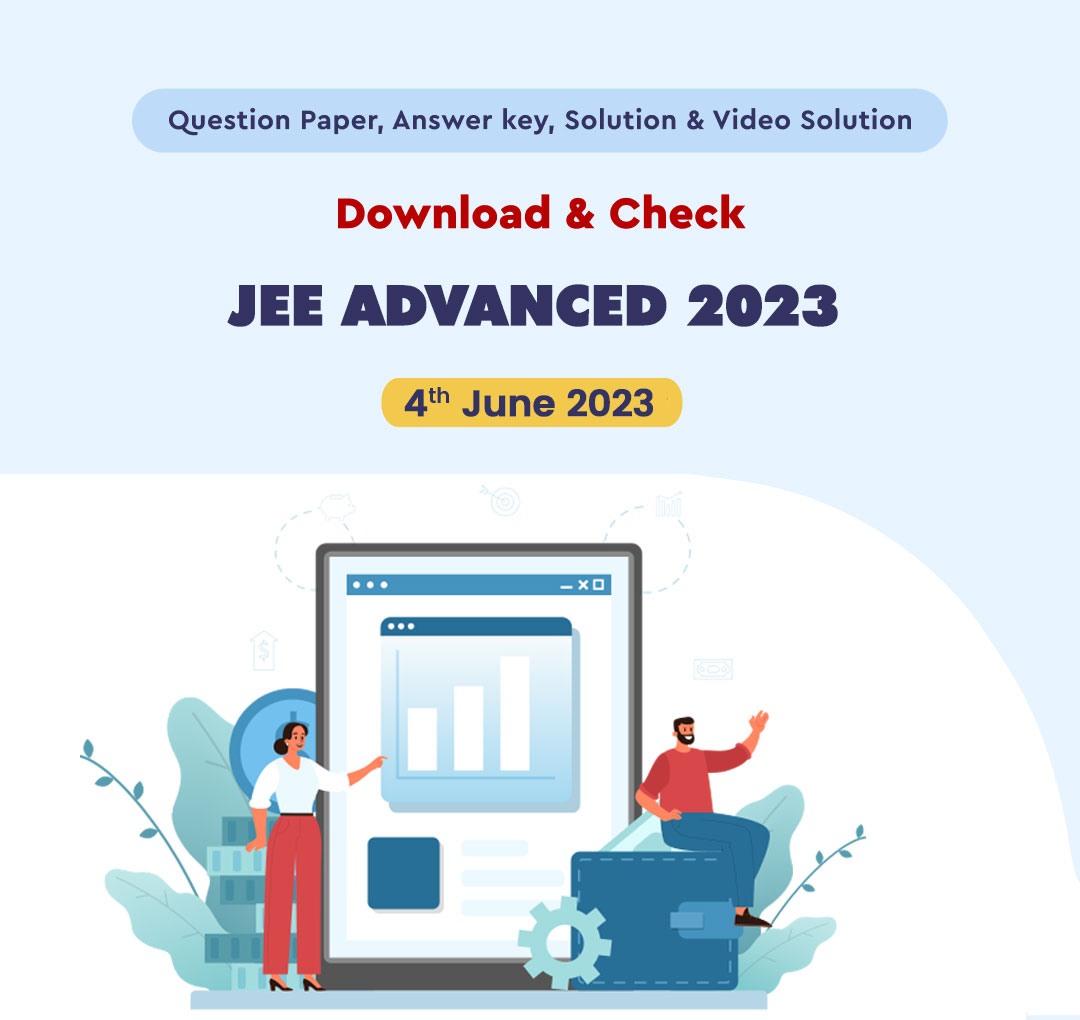 Question Paper, Answer key, Solution & Video Solution
Download & Check
JEE ADVANCED 2023
4th June 2023